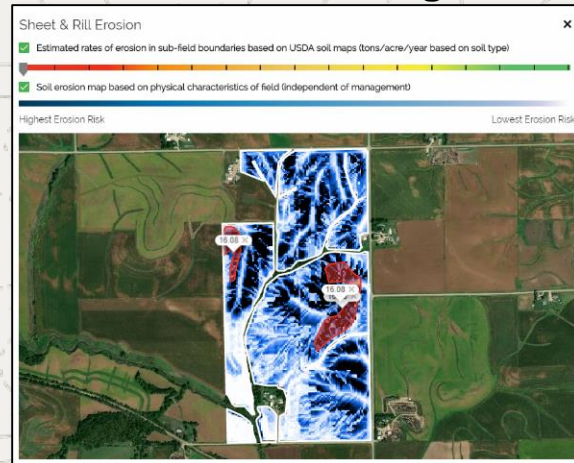 Sheet & Rill Erosion ×
Estimated rates of erosion in sub-field boundaries based on USDA soil maps (tons/acre/year based on soil type)
Soil erosion map based on physical characteristics of field (independent of management)
Highest Erosion Risk Lowest Erosion Risk
16.08 ×
16.08 ×